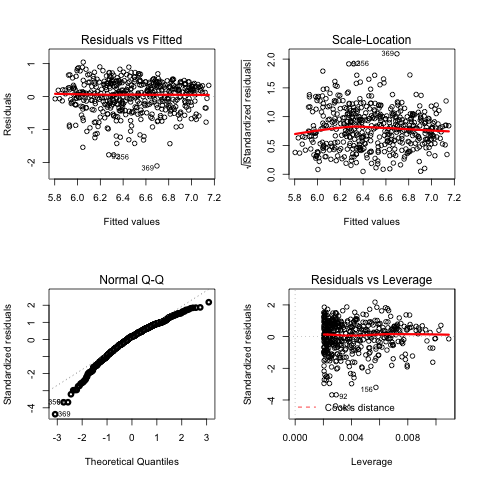 Residuals vs Fitted
Residuals
1
0
-1
-2
356
369
5.8 6.0 6.2 6.4 6.6 6.8 7.0 7.2
Fitted values
Scale-Location
√|Standardized residuals|
2.0
1.5
1.0
0.5
0.0
369
356
5.8 6.0 6.2 6.4 6.6 6.8 7.0 7.2
Fitted values
Normal Q-Q
Standardized residuals
2
0
-2
-4
369
-3 -2 -1 0 1 2 3
Theoretical Quantiles
Residuals vs Leverage
Standardized residuals
2
0
-2
-4
156
92
Cook's distance
0.000 0.004 0.008
Leverage